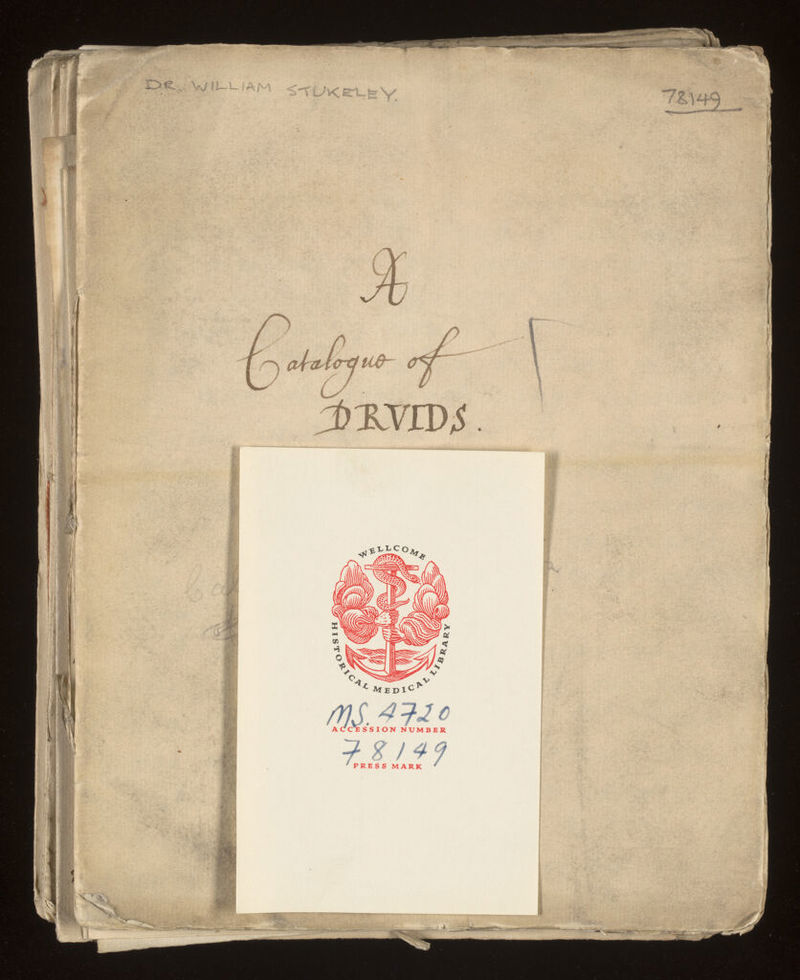 DR. WILLIAM STUKELEY.
78149
A
Catalogue of
DRVIDS.
WELLCOME
HISTORICAL MEDICAL LIBRARY
MS. 4720
ACCESSION NUMBER
78149
PRESS MARK